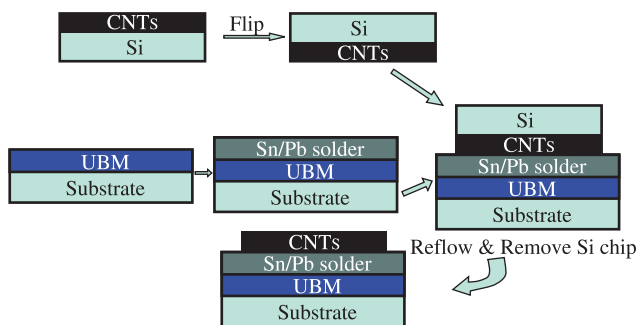 CNTs
Si
Flip
Si
CNTs
Si
CNTs
Sn/Pb solder
UBM
Substrate
UBM
Substrate
Sn/Pb solder
UBM
Substrate
Reflow & Remove Si chip
CNTs
Sn/Pb solder
UBM
Substrate